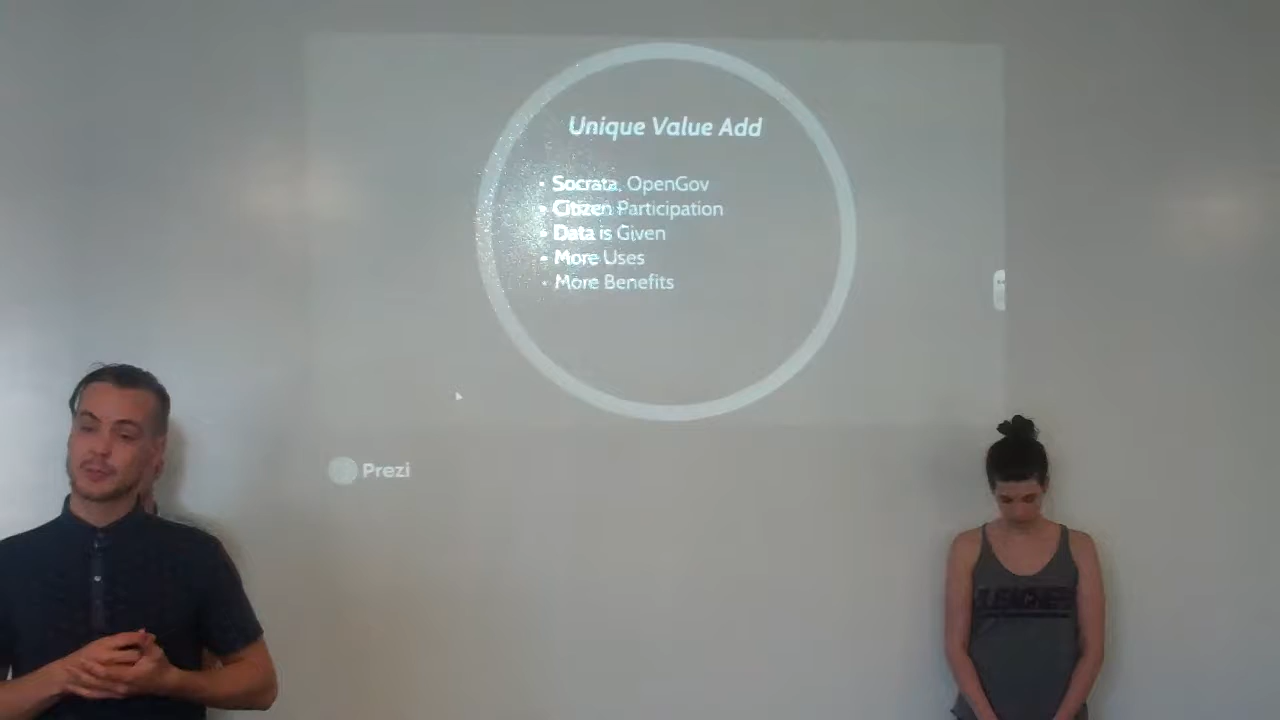 Unique Value Add
• Socrata, OpenGov
• Citizen Participation
• Data is Given
• More Uses
• More Benefits
Prezi